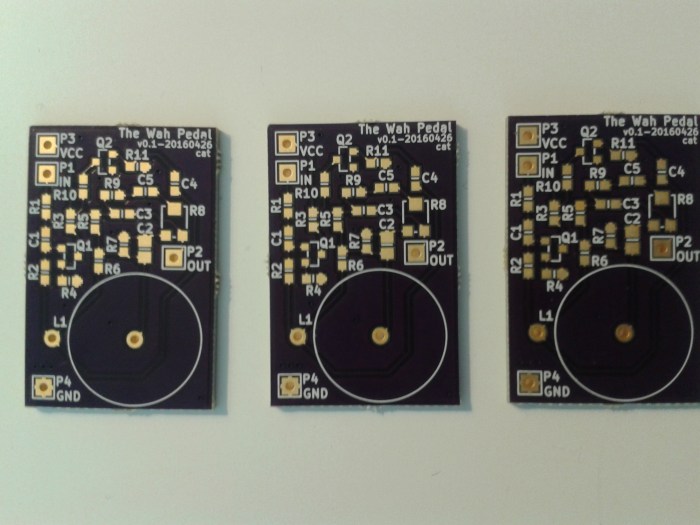 The Wah Pedal
v0.1-20160426
cat
P3
VCC
Q2
R11
P1
IN
R10
R9
C5
C4
R1
R3
R5
C3
R8
C1
Q1
R7
C2
P2
OUT
R2
R6
R4
L1
P4
GND
The Wah Pedal
v0.1-20160426
cat
P3
VCC
Q2
R11
P1
IN
R10
R9
C5
C4
R1
R3
R5
C3
R8
C1
Q1
R7
C2
P2
OUT
R2
R6
R4
L1
P4
GND
The Wah Pedal
v0.1-20160426
cat
P3
VCC
Q2
R11
P1
IN
R10
R9
C5
C4
R1
R3
R5
C3
R8
C1
Q1
R7
C2
P2
OUT
R2
R6
R4
L1
P4
GND